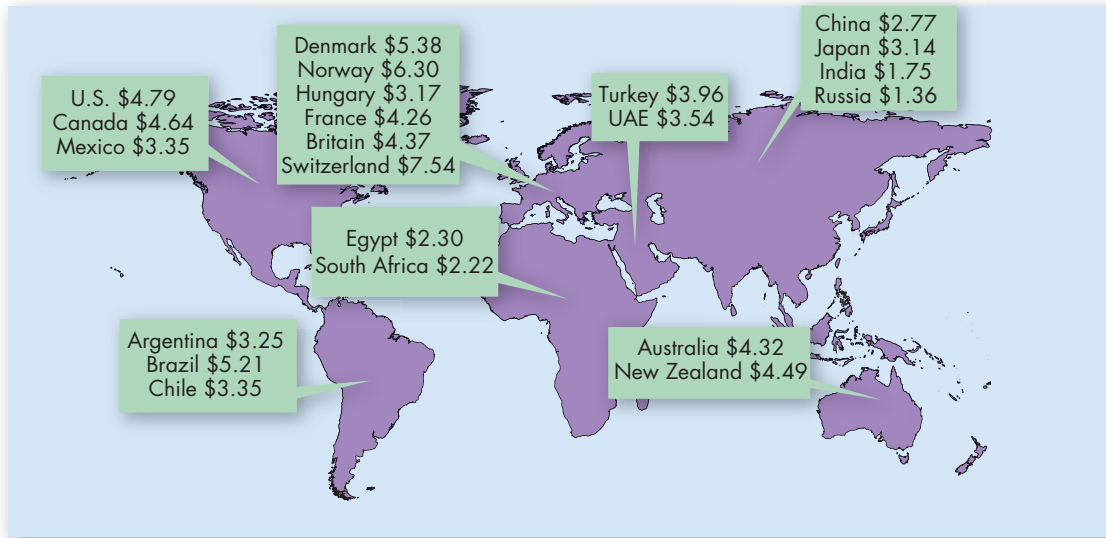 U.S. $4.79
Canada $4.64
Mexico $3.35
Denmark $5.38
Norway $6.30
Hungary $3.17
France $4.26
Britain $4.37
Switzerland $7.54
Turkey $3.96
UAE $3.54
China $2.77
Japan $3.14
India $1.75
Russia $1.36
Egypt $2.30
South Africa $2.22
Argentina $3.25
Brazil $5.21
Chile $3.35
Australia $4.32
New Zealand $4.49